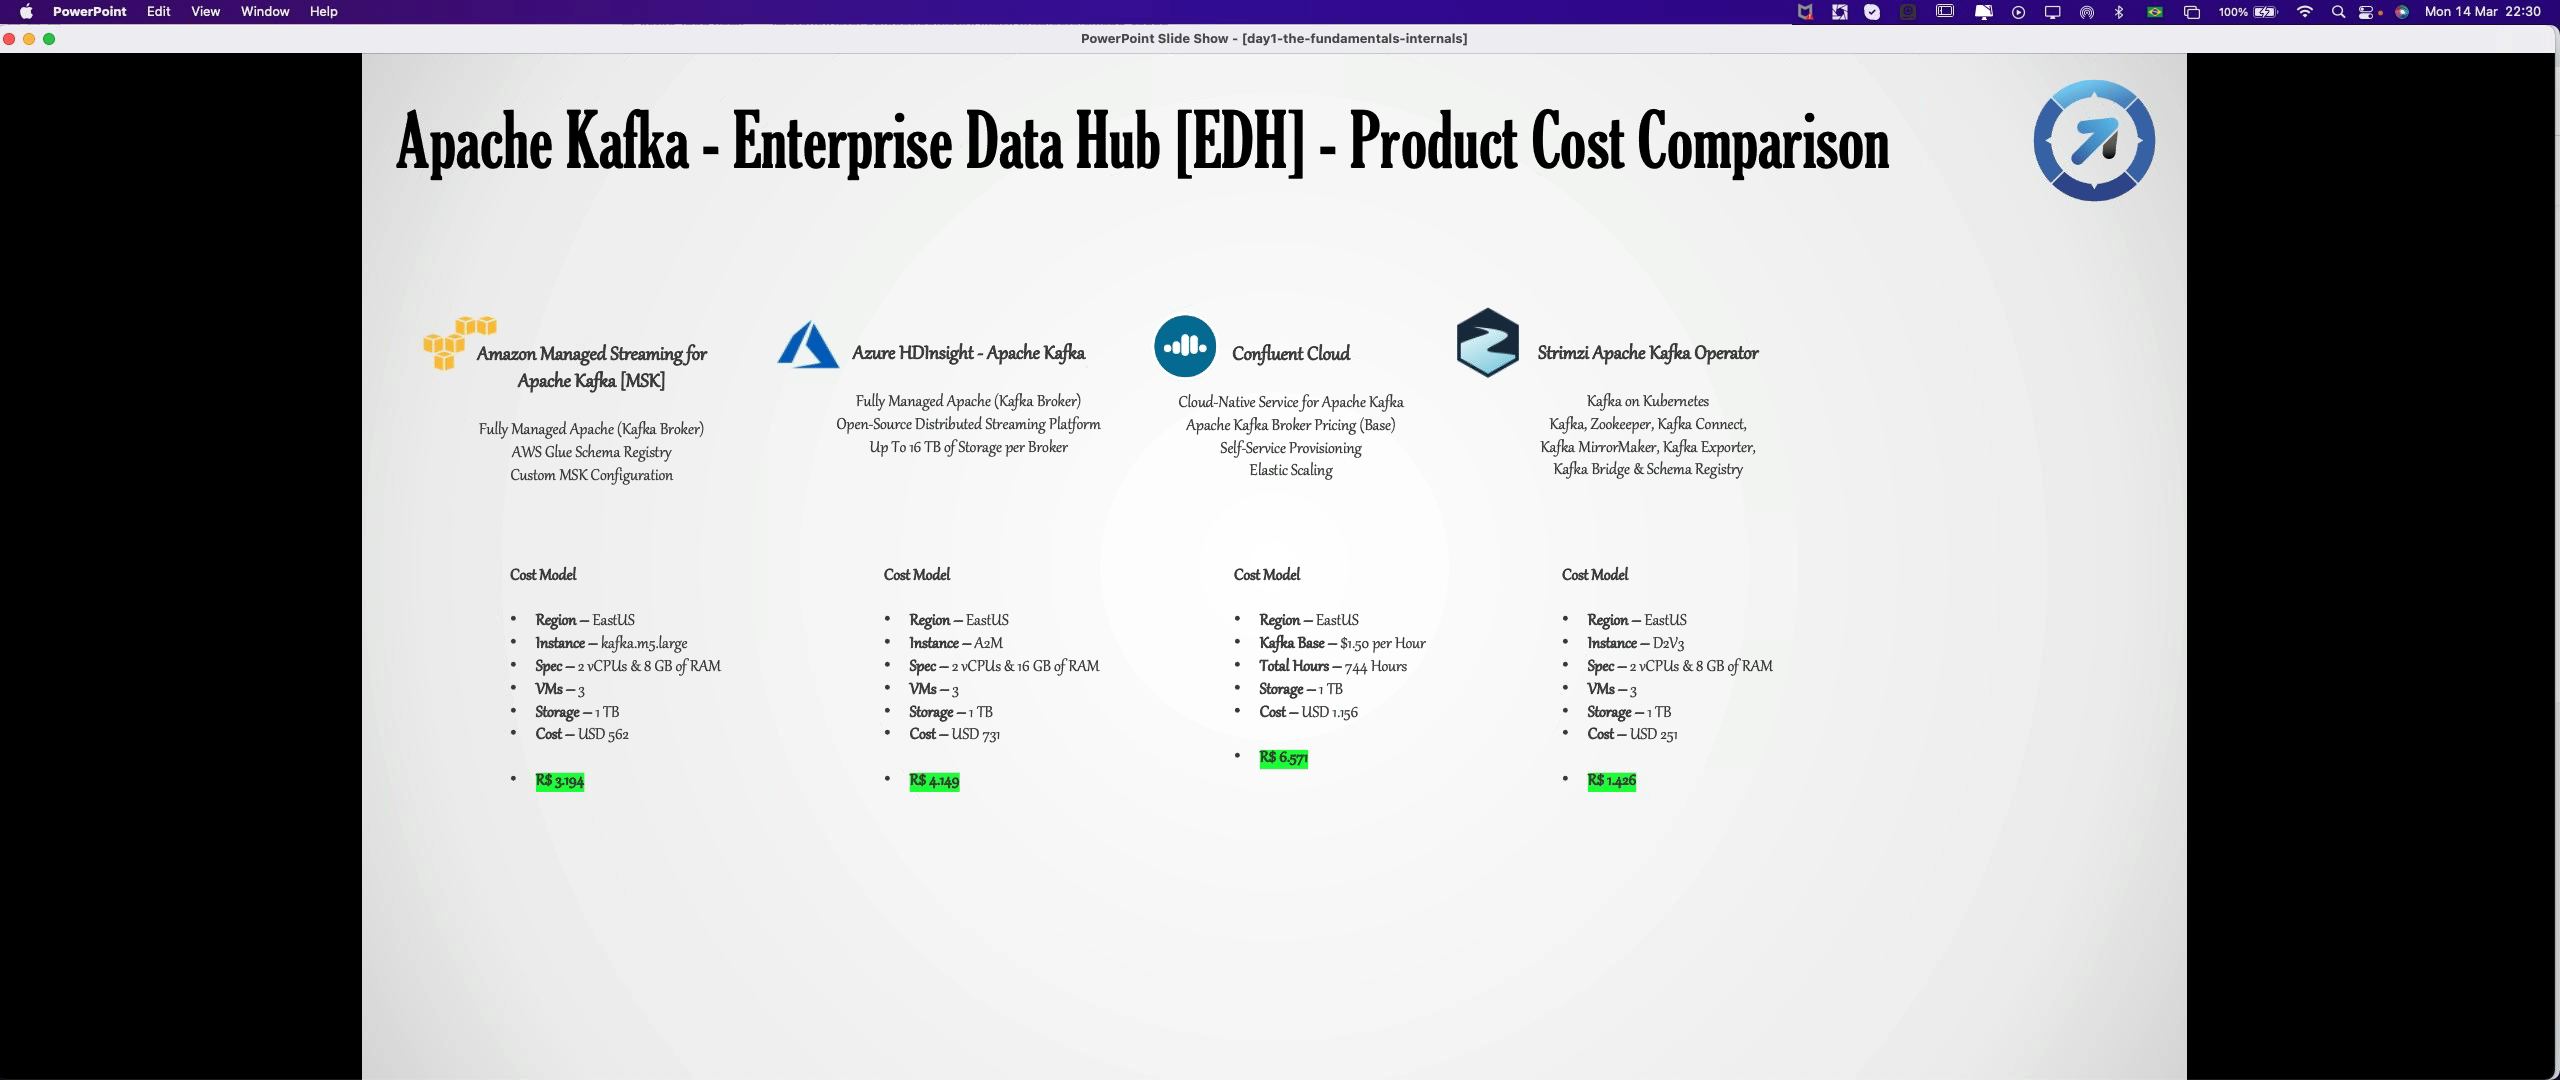 PowerPoint Edit View Window Help 100% Mon 14 Mar 22:30
PowerPoint Slide Show - [day1-the-fundamentals-internals]
Apache Kafka - Enterprise Data Hub [EDH] - Product Cost Comparison
Amazon Managed Streaming for
Apache Kafka [MSK]
Fully Managed Apache (Kafka Broker)
AWS Glue Schema Registry
Custom MSK Configuration
Cost Model
• Region – EastUS
• Instance – kafka.m5.large
• Spec – 2 vCPUs & 8 GB of RAM
• VMs – 3
• Storage – 1 TB
• Cost – USD 562
• R$ 3.194
Azure HDInsight - Apache Kafka
Fully Managed Apache (Kafka Broker)
Open-Source Distributed Streaming Platform
Up To 16 TB of Storage per Broker
Cost Model
• Region – EastUS
• Instance – A2M
• Spec – 2 vCPUs & 16 GB of RAM
• VMs – 3
• Storage – 1 TB
• Cost – USD 731
• R$ 4.149
Confluent Cloud
Cloud-Native Service for Apache Kafka
Apache Kafka Broker Pricing (Base)
Self-Service Provisioning
Elastic Scaling
Cost Model
• Region – EastUS
• Kafka Base – $1.50 per Hour
• Total Hours – 744 Hours
• Storage – 1 TB
• Cost – USD 1.156
• R$ 6.571
Strimzi Apache Kafka Operator
Kafka on Kubernetes
Kafka, Zookeeper, Kafka Connect,
Kafka MirrorMaker, Kafka Exporter,
Kafka Bridge & Schema Registry
Cost Model
• Region – EastUS
• Instance – D2V3
• Spec – 2 vCPUs & 8 GB of RAM
• VMs – 3
• Storage – 1 TB
• Cost – USD 251
• R$ 1.426